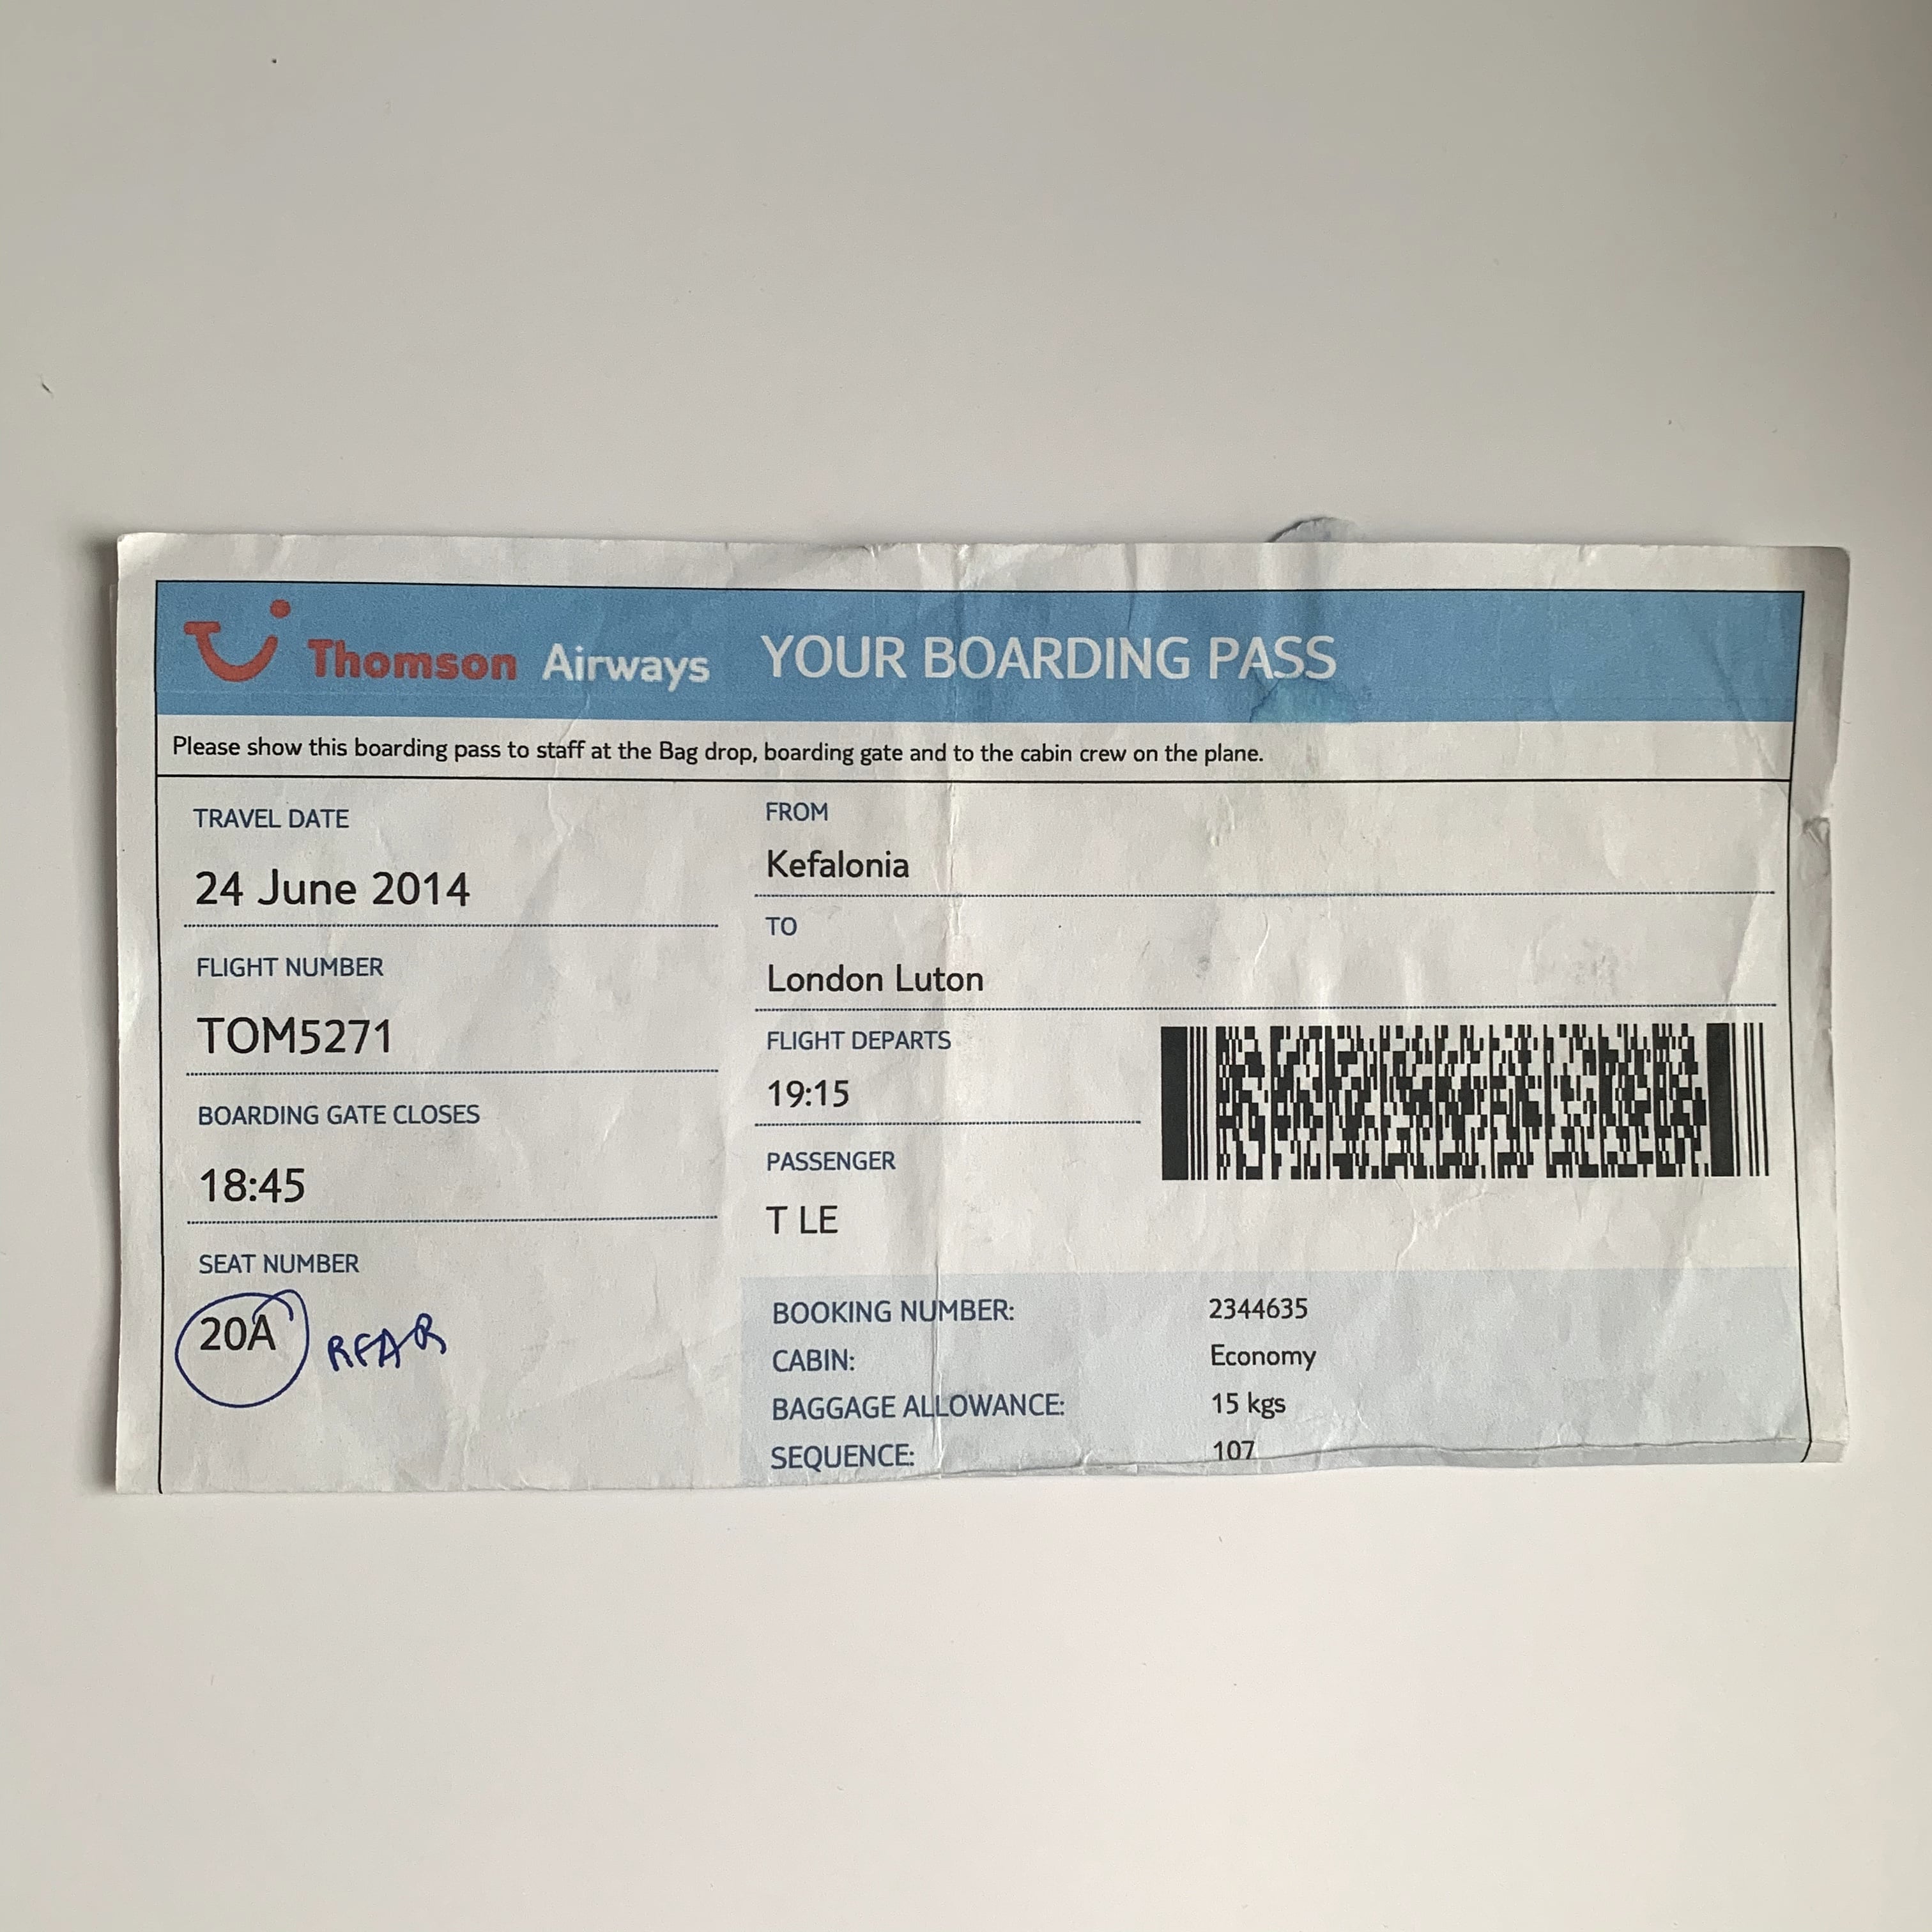 Thomson Airways YOUR BOARDING PASS
Please show this boarding pass to staff at the Bag drop, boarding gate and to the cabin crew on the plane.
TRAVEL DATE
24 June 2014
FLIGHT NUMBER
TOM5271
BOARDING GATE CLOSES
18:45
SEAT NUMBER
20A REAR
FROM
Kefalonia
TO
London Luton
FLIGHT DEPARTS
19:15
PASSENGER
T LE
BOOKING NUMBER: 2344635
CABIN: Economy
BAGGAGE ALLOWANCE: 15 kgs
SEQUENCE: 107